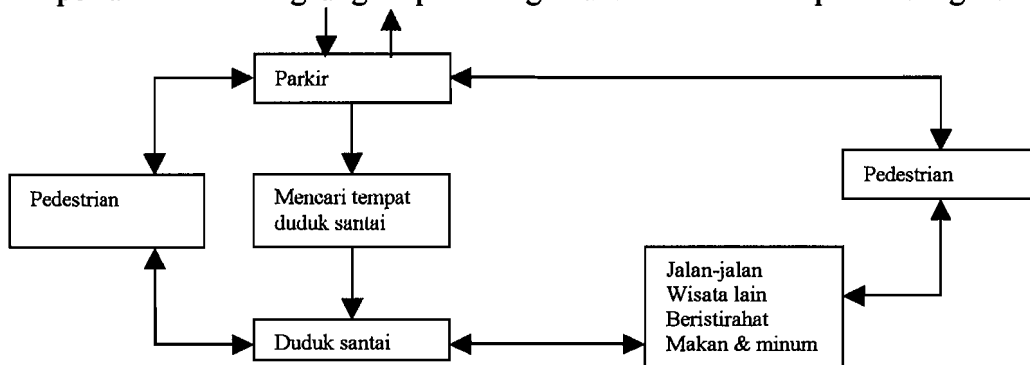 Parkir
Pedestrian
Mencari tempat
duduk santai
Pedestrian
Jalan-jalan
Wisata lain
Beristirahat
Makan & minum
Duduk santai